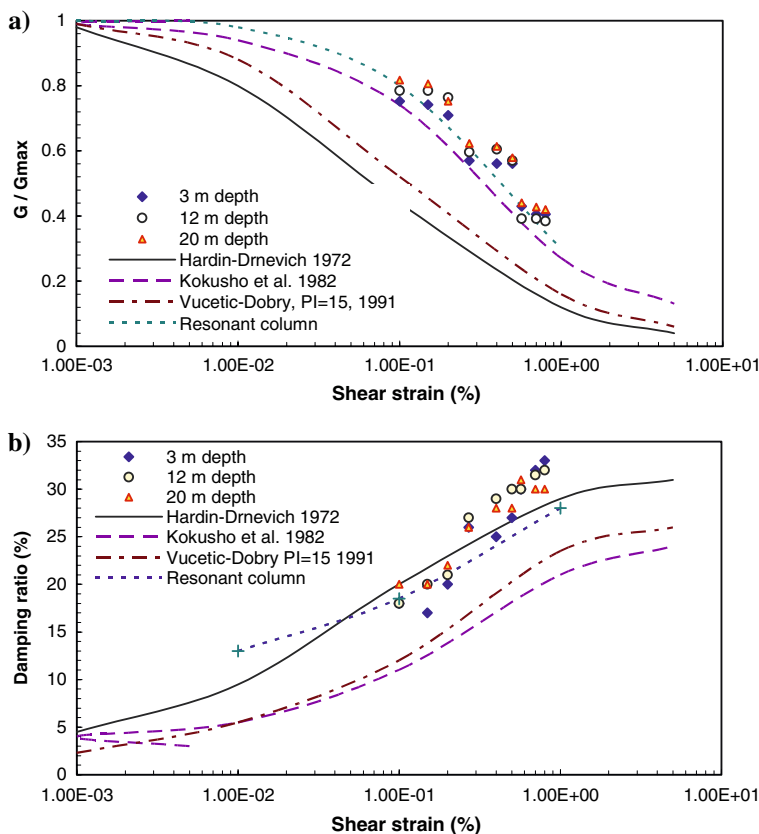 a)
1
0.8
0.6
0.4
0.2
0
G / Gmax
3 m depth
12 m depth
20 m depth
Hardin-Drnevich 1972
Kokusho et al. 1982
Vucetic-Dobry, PI=15, 1991
Resonant column
1.00E-03 1.00E-02 1.00E-01 1.00E+00 1.00E+01
Shear strain (%)
b)
35
30
25
20
15
10
5
0
Damping ratio (%)
3 m depth
12 m depth
20 m depth
Hardin-Drnevich 1972
Kokusho et al. 1982
Vucetic-Dobry PI=15 1991
Resonant column
1.00E-03 1.00E-02 1.00E-01 1.00E+00 1.00E+01
Shear strain (%)